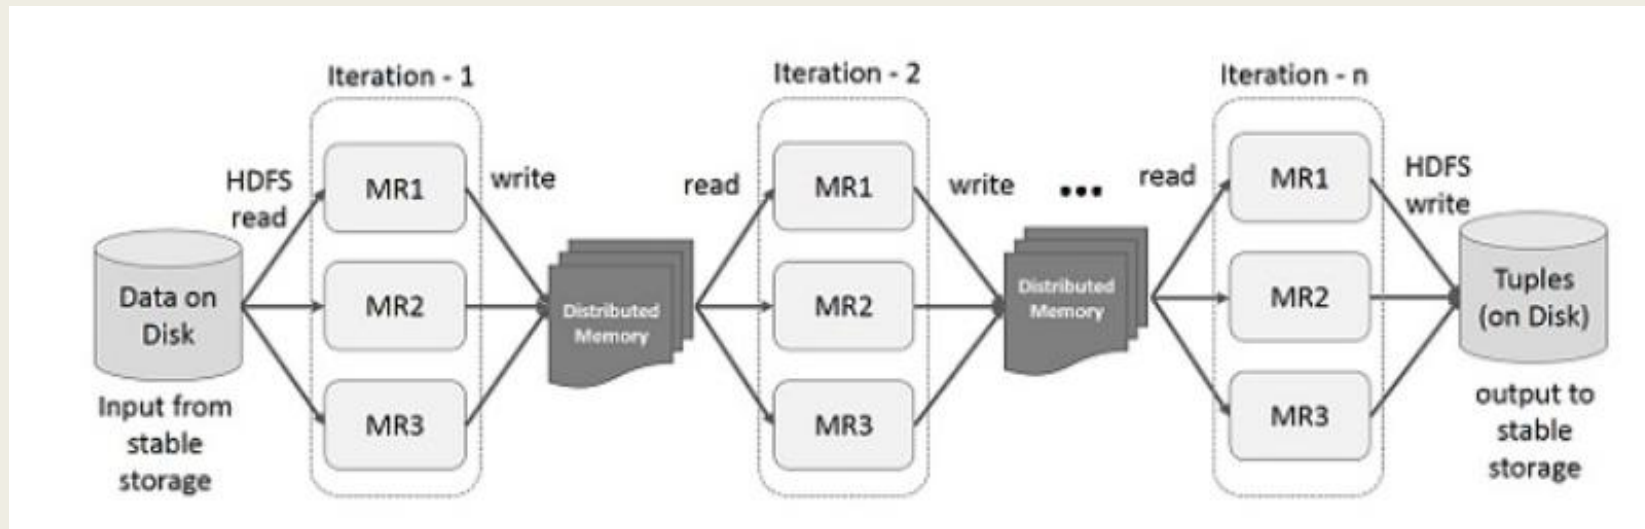 Iteration - 1
Iteration - 2
Iteration - n
HDFS
read
MR1
MR2
MR3
write
Data on
Disk
Input from
stable
storage
Distributed
Memory
read
MR1
MR2
MR3
write
•••
Distributed
Memory
read
MR1
MR2
MR3
HDFS
write
Tuples
(on Disk)
output to
stable
storage